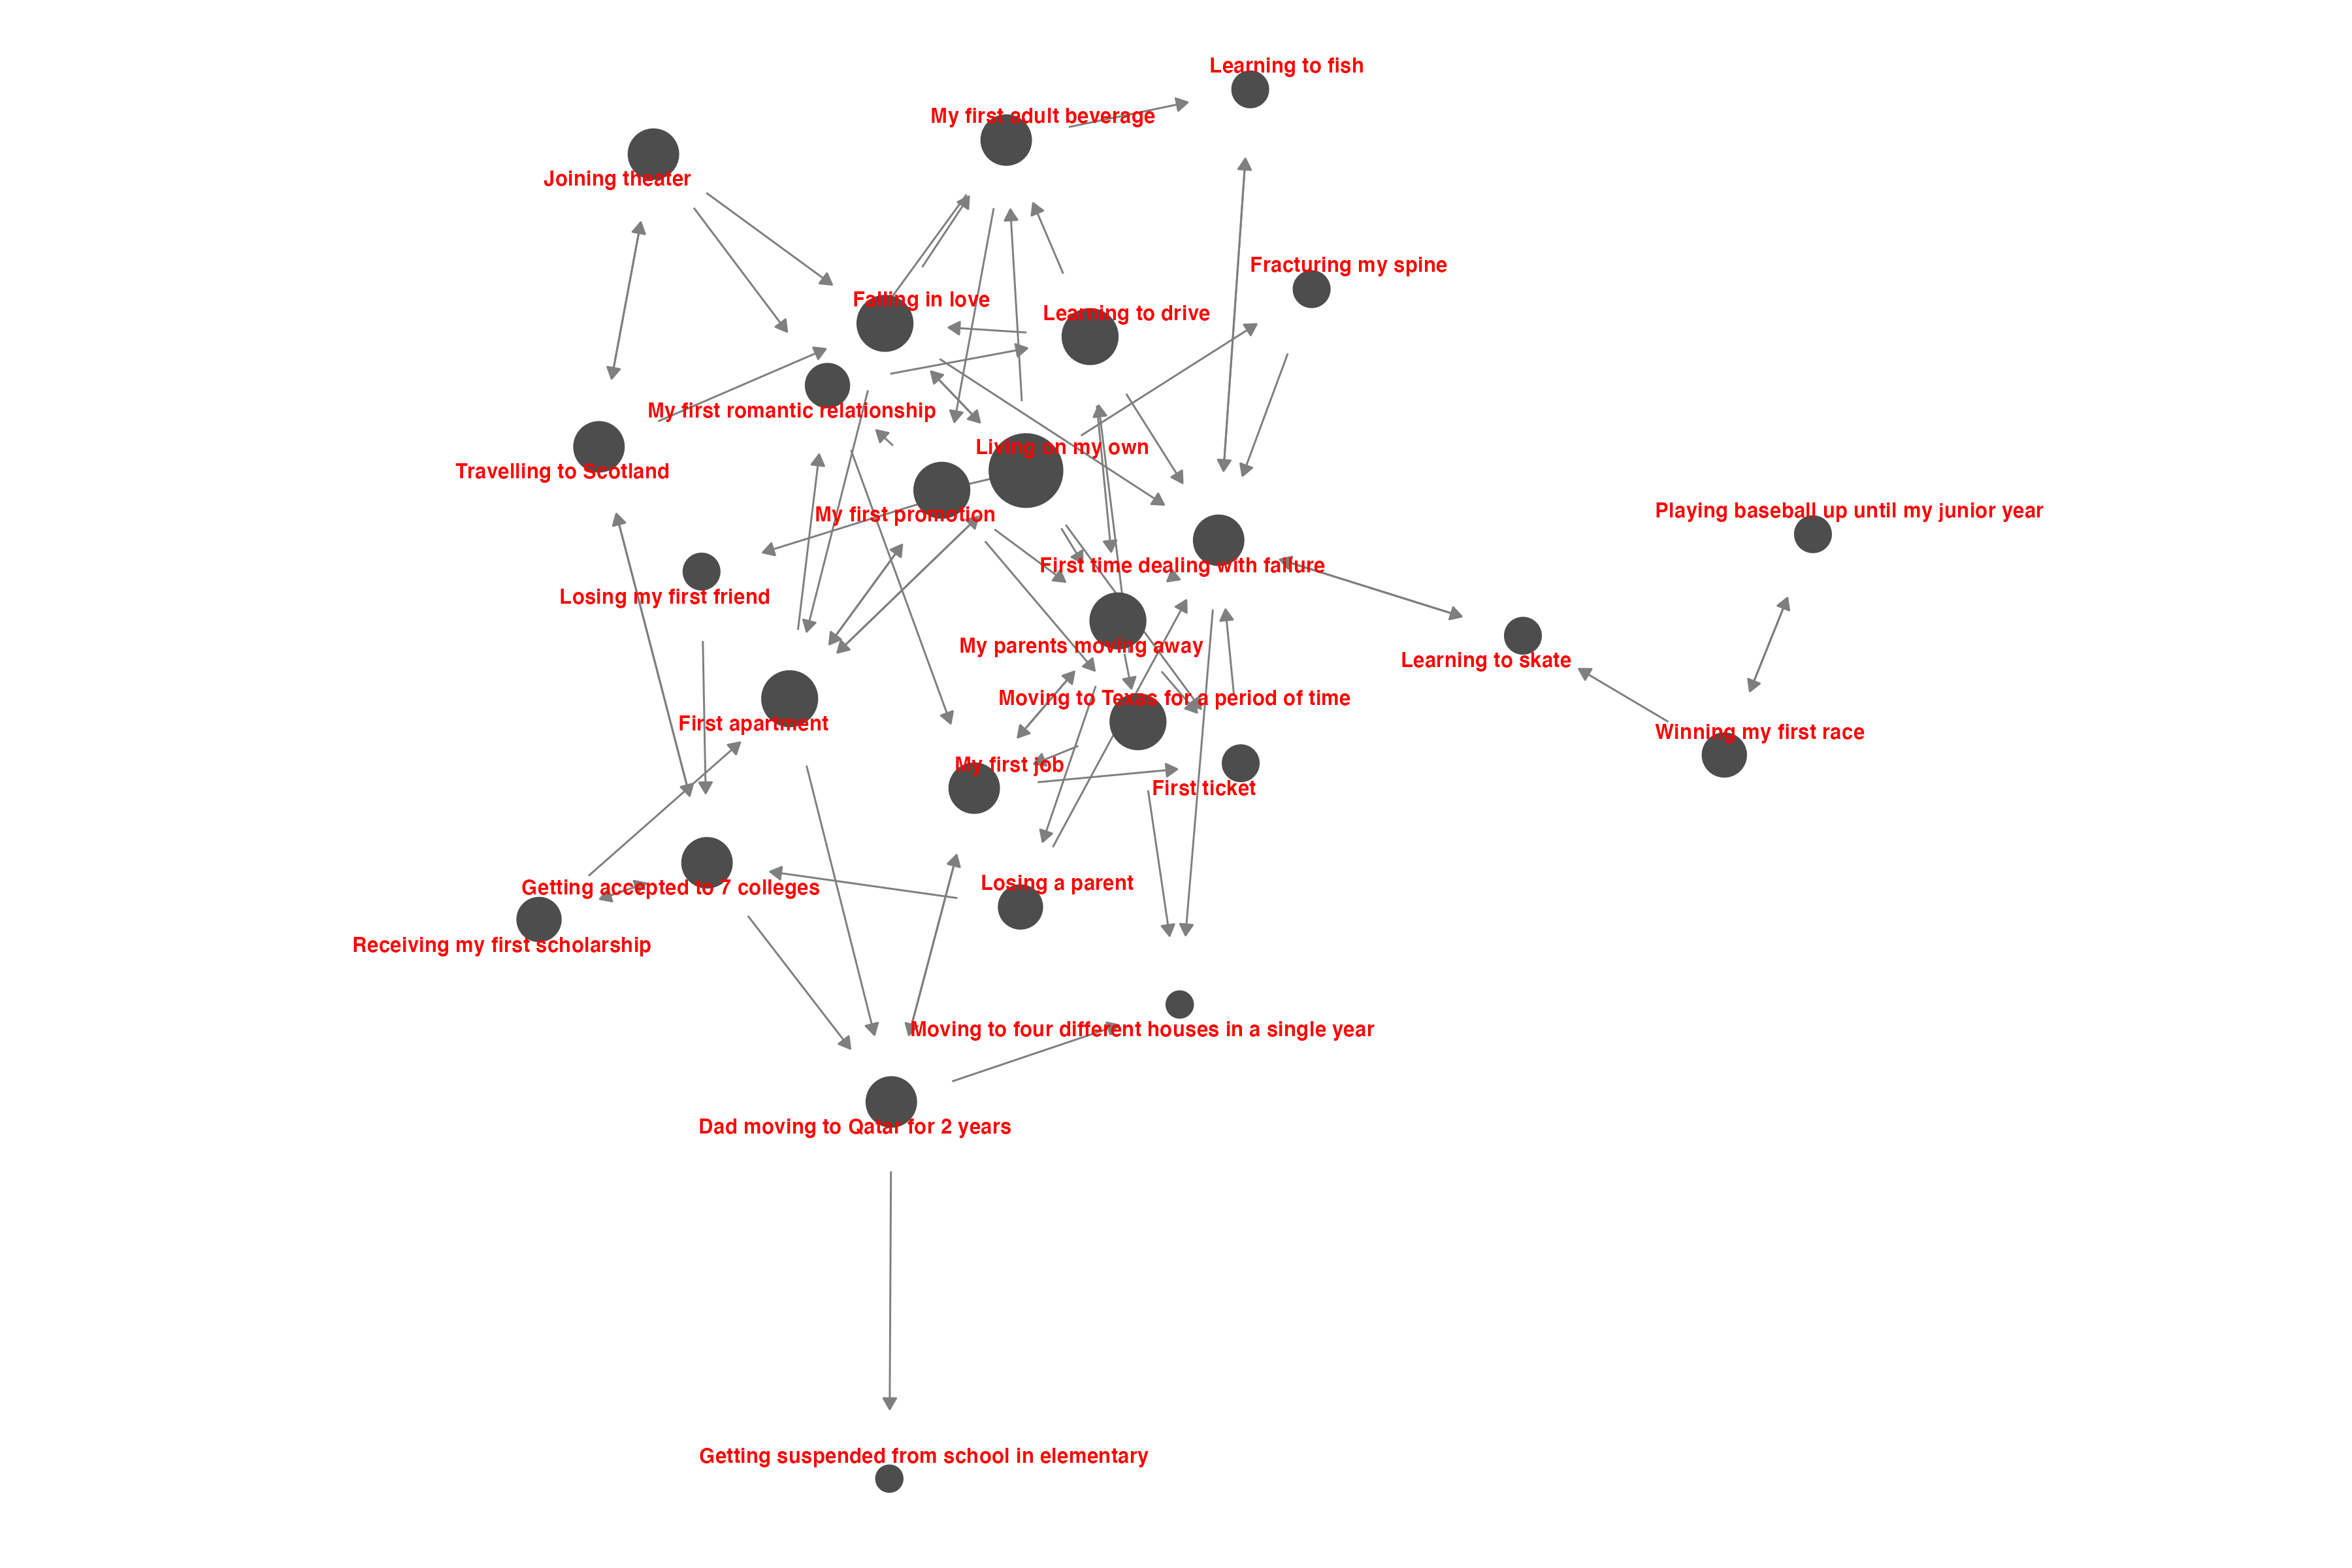 Learning to fish
My first adult beverage
Joining theater
Fracturing my spine
Falling in love
Learning to drive
My first romantic relationship
Living on my own
Travelling to Scotland
Playing baseball up until my junior year
My first promotion
First time dealing with failure
Losing my first friend
My parents moving away
Learning to skate
Moving to Texas for a period of time
First apartment
Winning my first race
My first job
First ticket
Losing a parent
Getting accepted to 7 colleges
Receiving my first scholarship
Moving to four different houses in a single year
Dad moving to Qatar for 2 years
Getting suspended from school in elementary